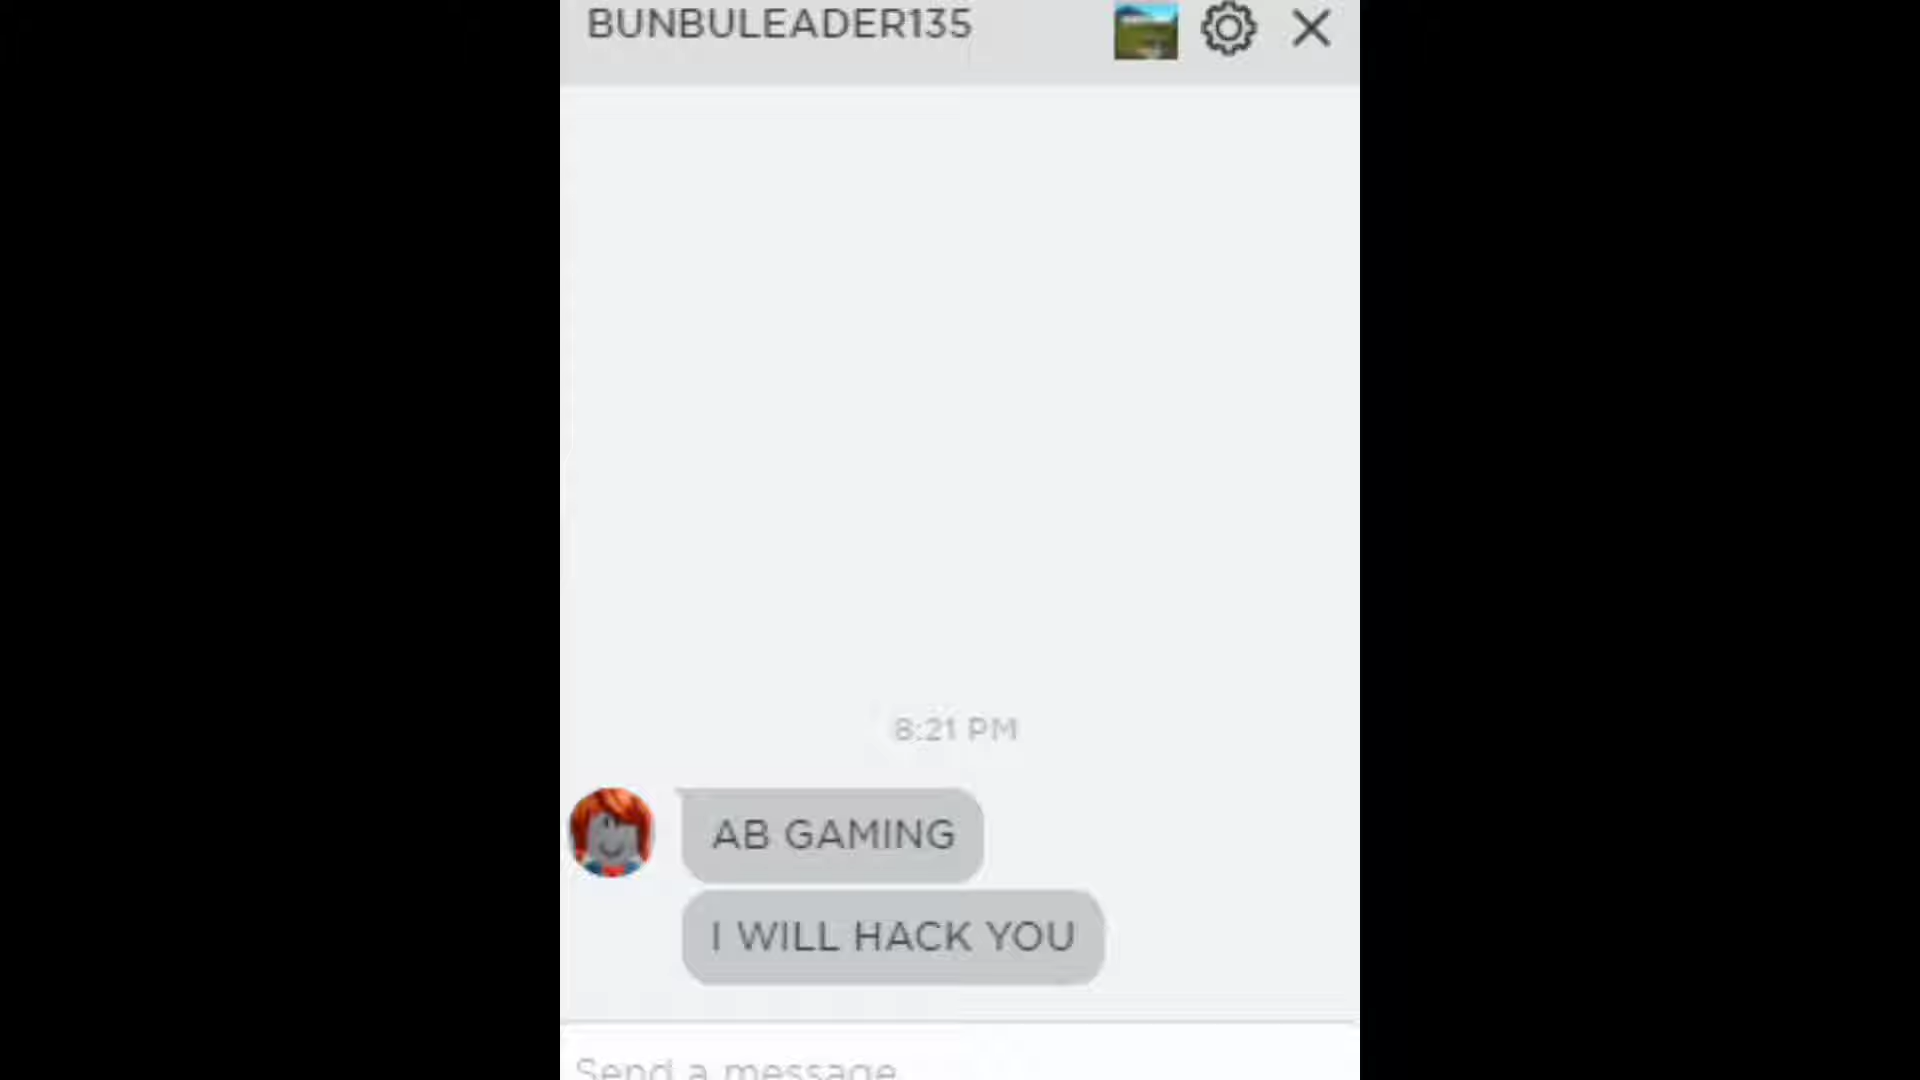 BUNBULEADER135
8:21 PM
AB GAMING
I WILL HACK YOU
Send a message